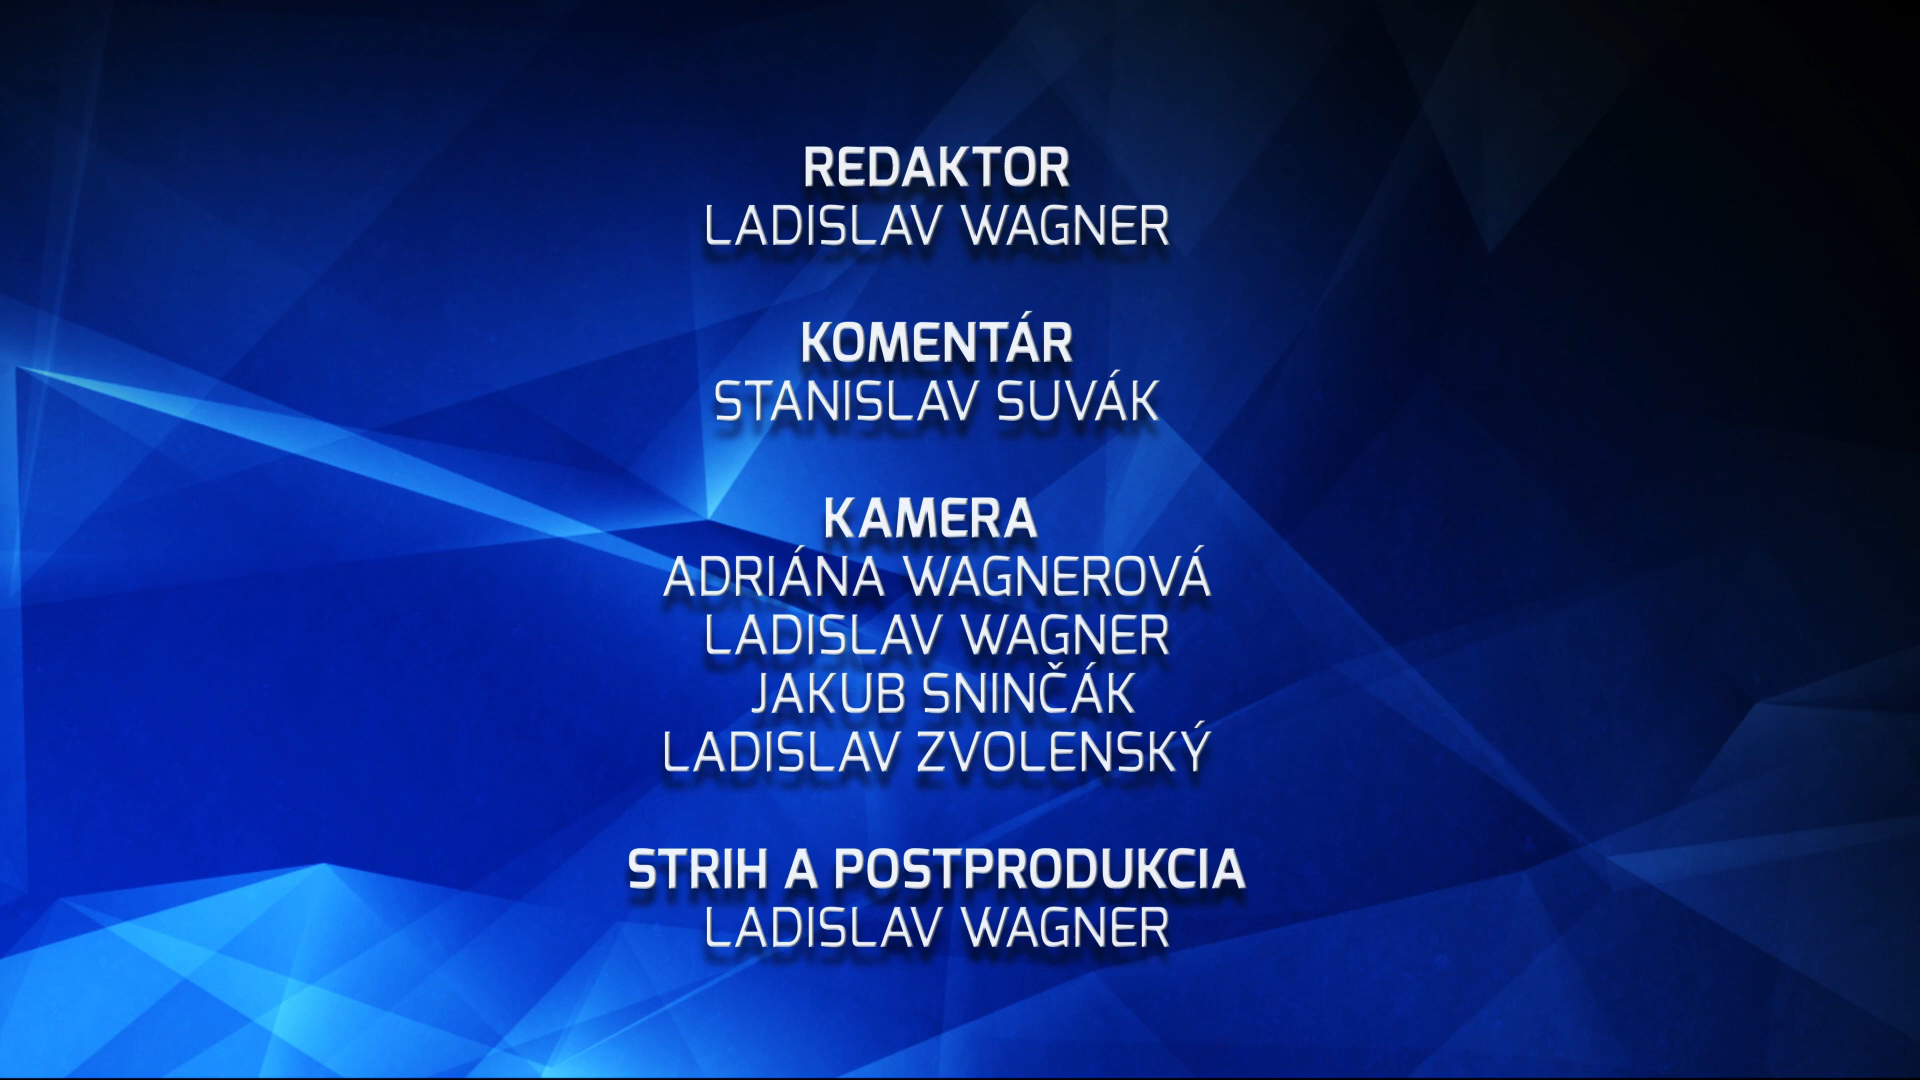 REDAKTOR
LADISLAV WAGNER
KOMENTÁR
STANISLAV SUVÁK
KAMERA
ADRIÁNA WAGNEROVÁ
LADISLAV WAGNER
JAKUB SNINČÁK
LADISLAV ZVOLENSKÝ
STRIH A POSTPRODUKCIA
LADISLAV WAGNER